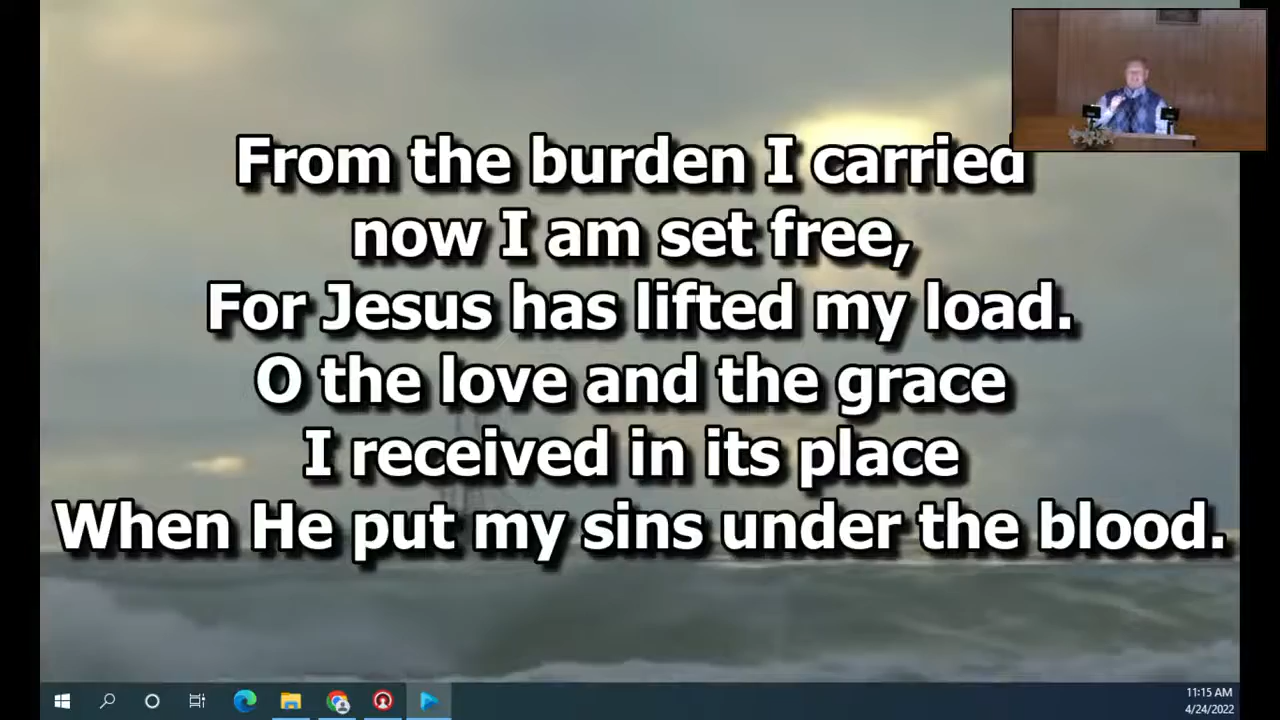 From the burden I carried
now I am set free,
For Jesus has lifted my load.
O the love and the grace
I received in its place
When He put my sins under the blood.
11:15 AM
4/24/2022